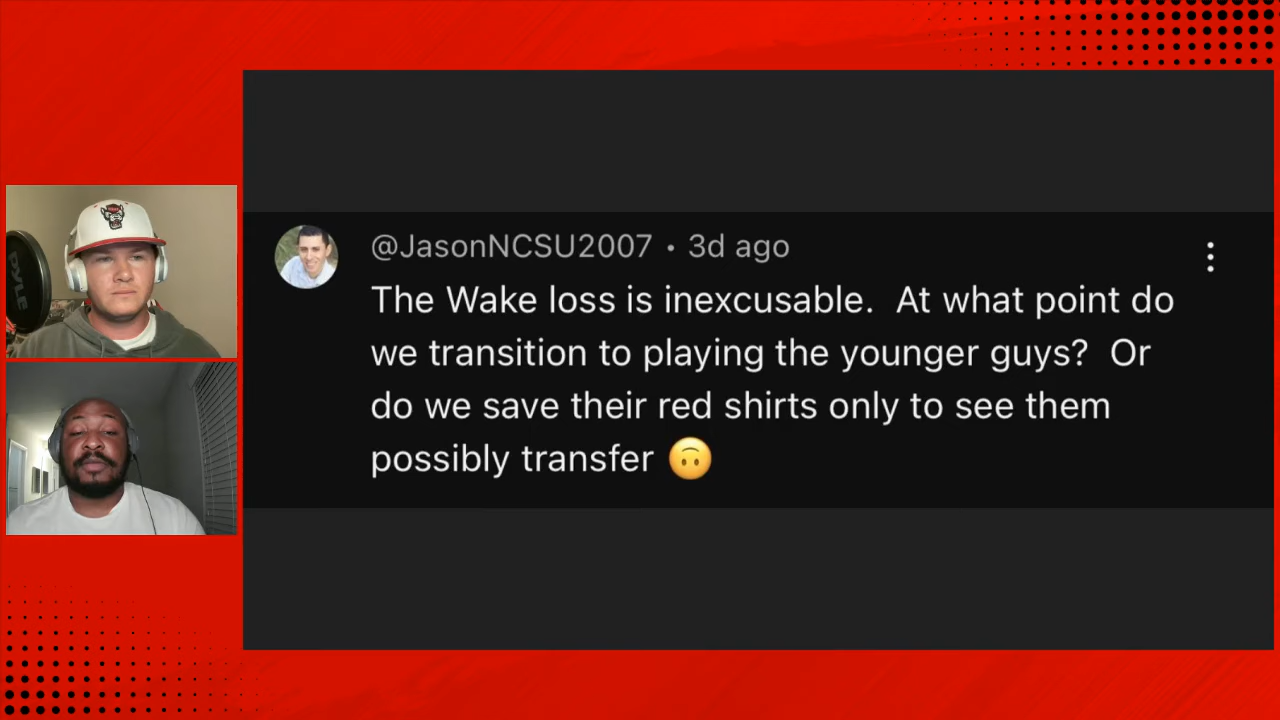 PYLE
@JasonNCSU2007 • 3d ago
The Wake loss is inexcusable.  At what point do
we transition to playing the younger guys?  Or
do we save their red shirts only to see them
possibly transfer 🙃